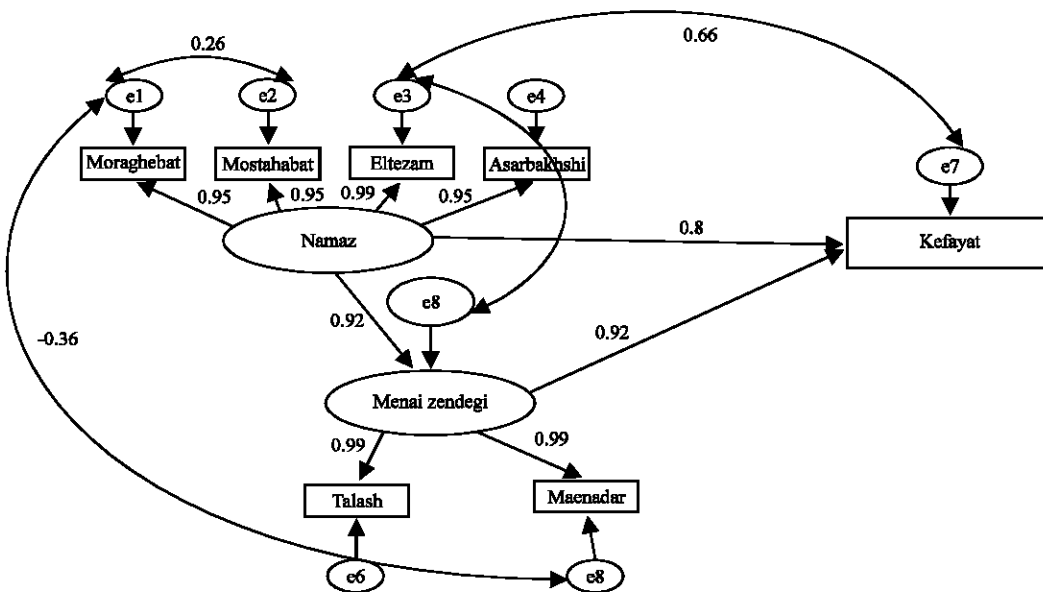 0.26
0.66
e1
e2
e3
e4
e7
Moraghebat
Mostahabat
Eltezam
Asarbakhshi
0.95
0.95
0.99
0.95
Namaz
0.8
Kefayat
e8
0.92
-0.36
0.92
Menai zendegi
0.99
0.99
Talash
Maenadar
e6
e8